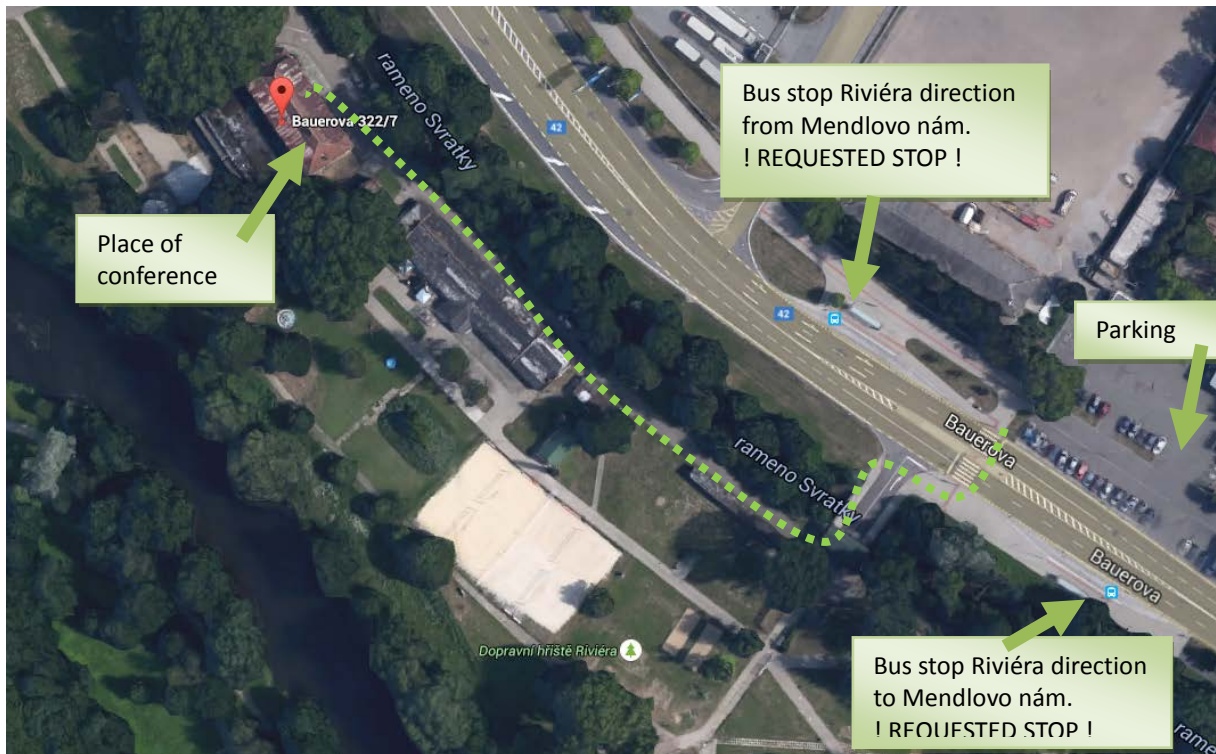 rameno Svratky
42
Bus stop Riviéra direction
from Mendlovo nám.
! REQUESTED STOP !
Bauerova 322/7
Place of
conference
42
Parking
Bauerova
rameno Svratky
Bauerova
Dopravní hřiště Riviéra
Bus stop Riviéra direction
to Mendlovo nám.
! REQUESTED STOP !
rameno